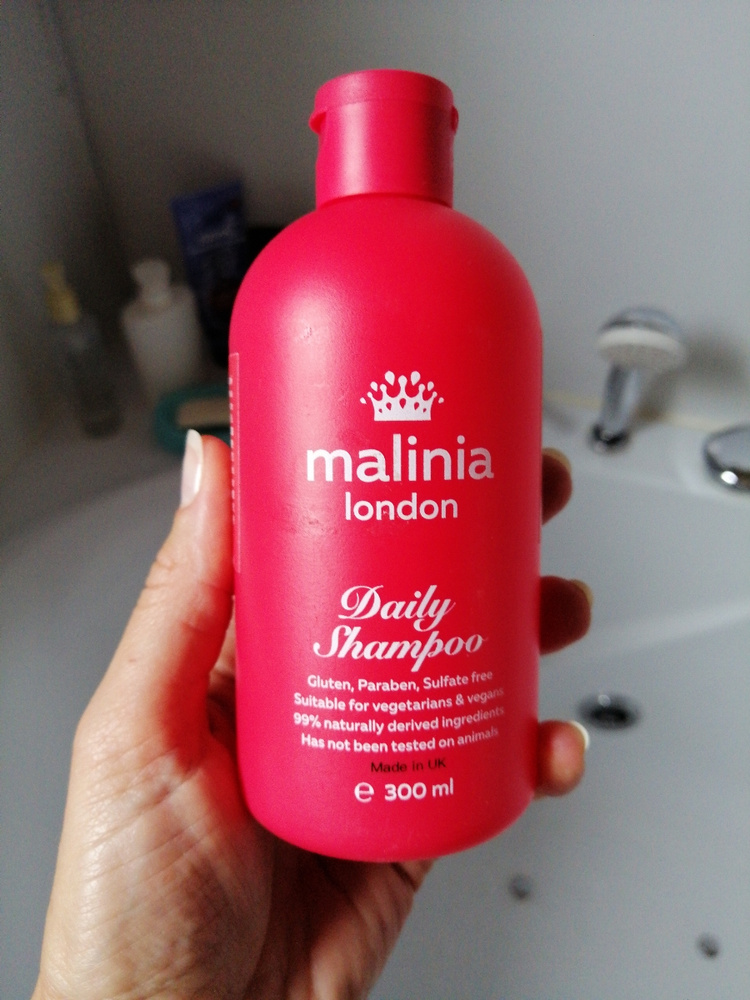 malinia
london
Daily
Shampoo
Gluten, Paraben, Sulfate free
Suitable for vegetarians & vegans
99% naturally derived ingredients
Has not been tested on animals
Made in UK
℮ 300 ml